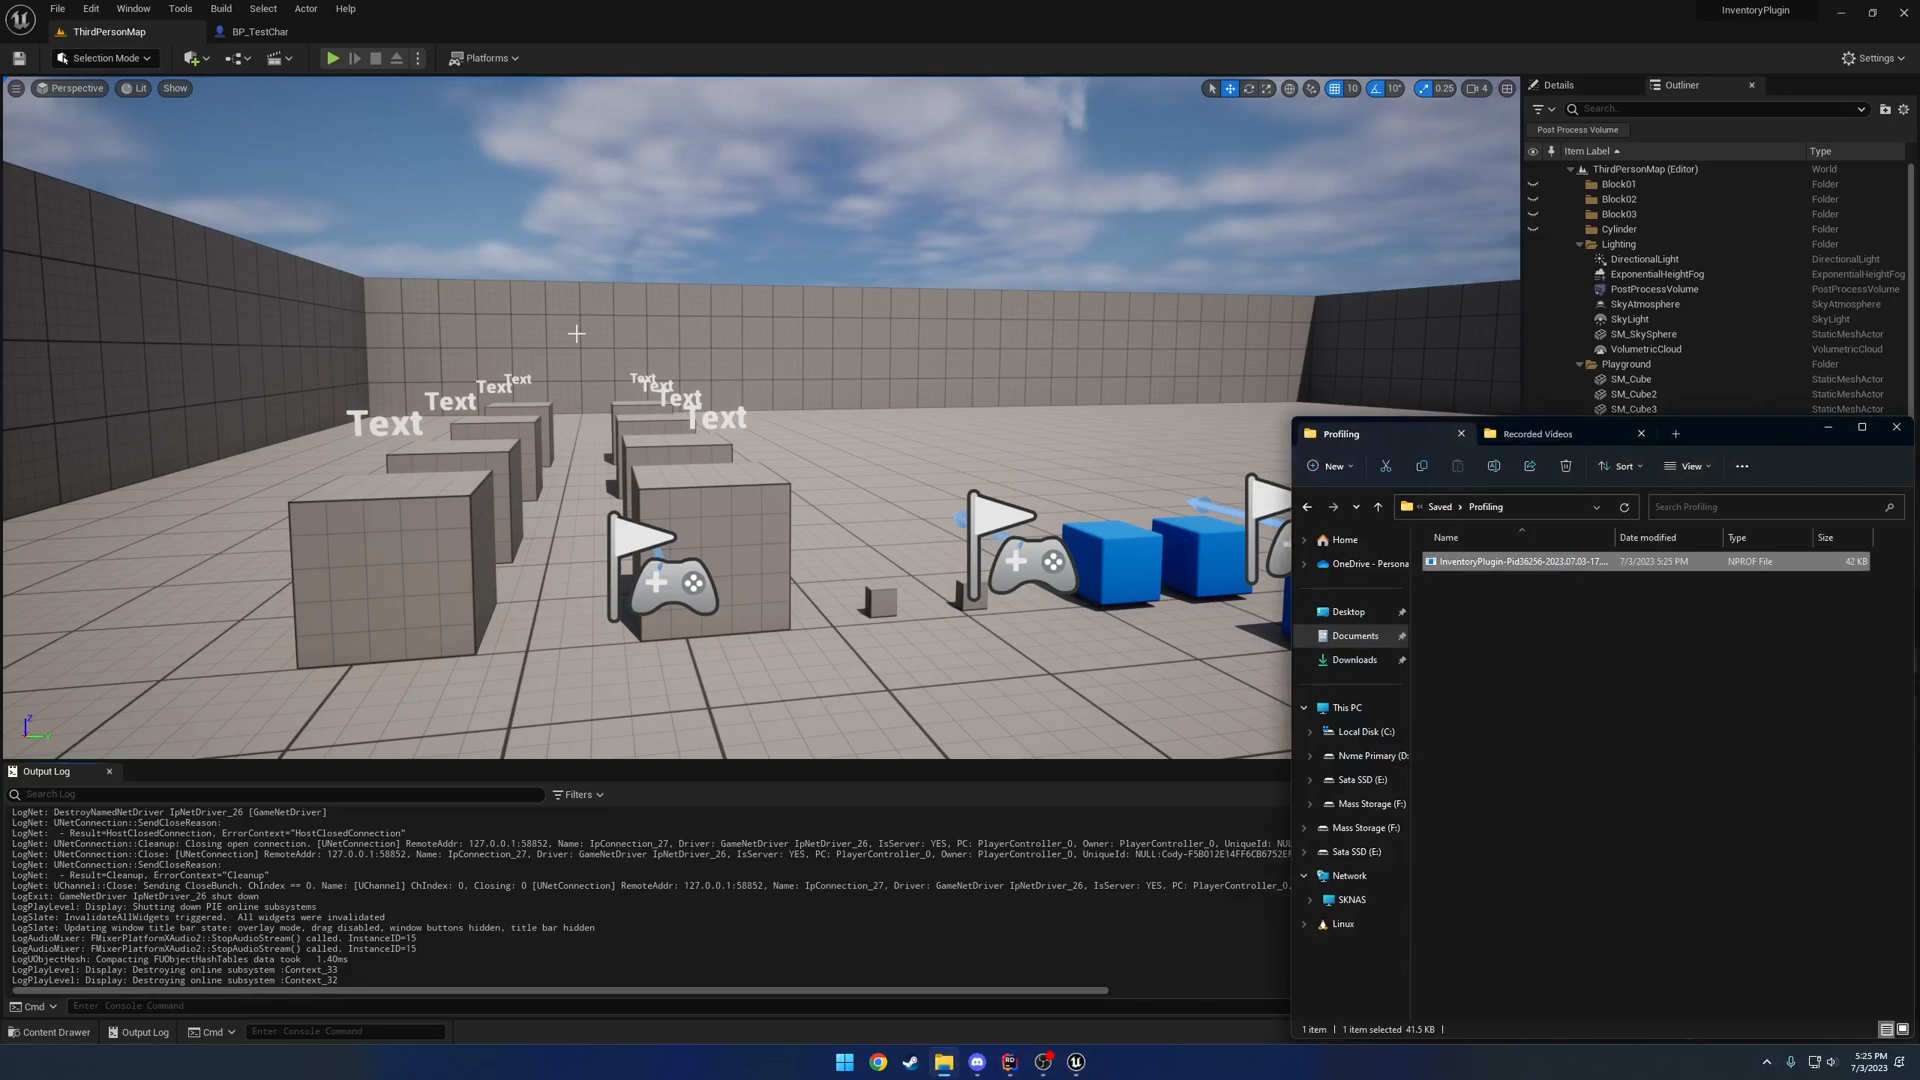 File Edit Window Tools Build Select Actor Help
InventoryPlugin
ThirdPersonMap
BP_TestChar
Selection Mode
Platforms
Settings
Perspective Lit Show
10 10° 0.25 4
Details
Outliner
Search...
Post Process Volume
Item Label Type
ThirdPersonMap (Editor) World
Block01 Folder
Block02 Folder
Block03 Folder
Cylinder Folder
Lighting Folder
DirectionalLight DirectionalLight
ExponentialHeightFog ExponentialHeightFog
PostProcessVolume PostProcessVolume
SkyAtmosphere SkyAtmosphere
SkyLight SkyLight
SM_SkySphere StaticMeshActor
VolumetricCloud VolumetricCloud
Playground Folder
SM_Cube StaticMeshActor
SM_Cube2 StaticMeshActor
SM_Cube3 StaticMeshActor
Text Text Text Text
Text Text Text Text
Profiling
Recorded Videos
New Sort View
Saved Profiling
Search Profiling
Name Date modified Type Size
InventoryPlugin-Pid36256-2023.07.03-17.... 7/3/2023 5:25 PM NPROF File 42 KB
Home
OneDrive - Persona
Desktop
Documents
Downloads
This PC
Local Disk (C:)
Nvme Primary (D:
Sata SSD (E:)
Mass Storage (F:)
Mass Storage (F:)
Sata SSD (E:)
Network
SKNAS
Linux
1 item 1 item selected 41.5 KB
Output Log
Search Log
Filters
LogNet: DestroyNamedNetDriver IpNetDriver_26 [GameNetDriver]
LogNet: UNetConnection::SendCloseReason:
LogNet:  - Result=HostClosedConnection, ErrorContext="HostClosedConnection"
LogNet: UNetConnection::Cleanup: Closing open connection. [UNetConnection] RemoteAddr: 127.0.0.1:58852, Name: IpConnection_27, Driver: GameNetDriver IpNetDriver_26, IsServer: YES, PC: PlayerController_0, Owner: PlayerController_0, UniqueId: NUL
LogNet: UNetConnection::Close: [UNetConnection] RemoteAddr: 127.0.0.1:58852, Name: IpConnection_27, Driver: GameNetDriver IpNetDriver_26, IsServer: YES, PC: PlayerController_0, Owner: PlayerController_0, UniqueId: NULL:Cody-F5B012E14FF6CB6752EF
LogNet: UNetConnection::SendCloseReason:
LogNet:  - Result=Cleanup, ErrorContext="Cleanup"
LogNet: UChannel::Close: Sending CloseBunch. ChIndex == 0. Name: [UChannel] ChIndex: 0, Closing: 0 [UNetConnection] RemoteAddr: 127.0.0.1:58852, Name: IpConnection_27, Driver: GameNetDriver IpNetDriver_26, IsServer: YES, PC: PlayerController_0,
LogExit: GameNetDriver IpNetDriver_26 shut down
LogPlayLevel: Display: Shutting down PIE online subsystems
LogSlate: InvalidateAllWidgets triggered.  All widgets were invalidated
LogSlate: Updating window title bar state: overlay mode, drag disabled, window buttons hidden, title bar hidden
LogAudioMixer: FMixerPlatformXAudio2::StopAudioStream() called. InstanceID=15
LogAudioMixer: FMixerPlatformXAudio2::StopAudioStream() called. InstanceID=15
LogUObjectHash: Compacting FUObjectHashTables data took   1.40ms
LogPlayLevel: Display: Destroying online subsystem :Context_33
LogPlayLevel: Display: Destroying online subsystem :Context_32
Cmd Enter Console Command
Content Drawer Output Log Cmd Enter Console Command
5:25 PM
7/3/2023